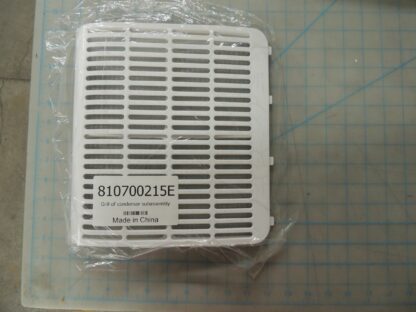 810700215E
Grill of condenser subassembly
Made in China